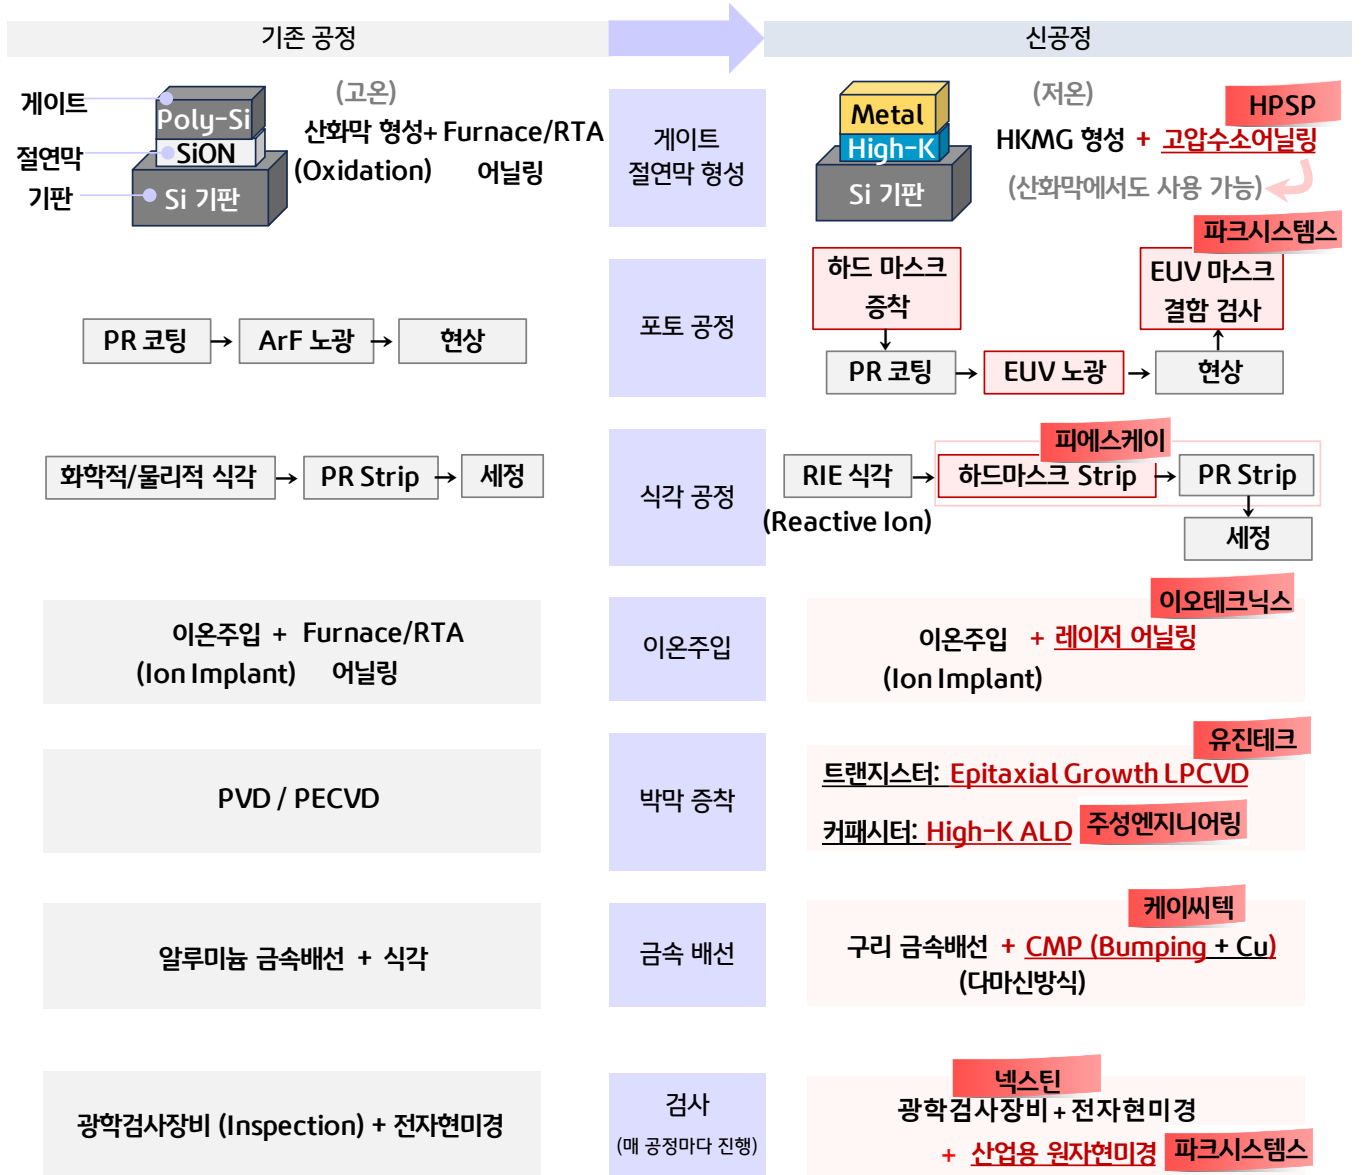 기존 공정
신공정
게이트
절연막
기판
Poly-Si
SiON
Si 기판
(고온)
산화막 형성+ Furnace/RTA
(Oxidation) 어닐링
게이트
절연막 형성
Metal
High-K
Si 기판
(저온)
HPSP
HKMG 형성 + 고압수소어닐링
(산화막에서도 사용 가능)
PR 코팅 → ArF 노광 → 현상
포토 공정
파크시스템스
하드 마스크
증착
EUV 마스크
결함 검사
PR 코팅 → EUV 노광 → 현상
화학적/물리적 식각 → PR Strip → 세정
식각 공정
피에스케이
RIE 식각 → 하드마스크 Strip → PR Strip
(Reactive Ion)
세정
이온주입 + Furnace/RTA
(Ion Implant) 어닐링
이온주입
이오테크닉스
이온주입 + 레이저 어닐링
(Ion Implant)
PVD / PECVD
박막 증착
유진테크
트랜지스터: Epitaxial Growth LPCVD
커패시터: High-K ALD 주성엔지니어링
알루미늄 금속배선 + 식각
금속 배선
케이씨텍
구리 금속배선 + CMP (Bumping + Cu)
(다마신방식)
광학검사장비 (Inspection) + 전자현미경
검사
(매 공정마다 진행)
넥스틴
광학검사장비 + 전자현미경
+ 산업용 원자현미경 파크시스템스